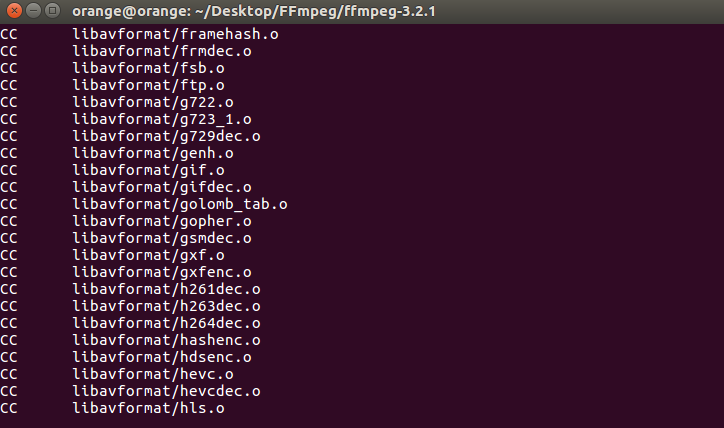 orange@orange: ~/Desktop/FFmpeg/ffmpeg-3.2.1
CC libavformat/framehash.o
CC libavformat/frmdec.o
CC libavformat/fsb.o
CC libavformat/ftp.o
CC libavformat/g722.o
CC libavformat/g723_1.o
CC libavformat/g729dec.o
CC libavformat/genh.o
CC libavformat/gif.o
CC libavformat/gifdec.o
CC libavformat/golomb_tab.o
CC libavformat/gopher.o
CC libavformat/gsmdec.o
CC libavformat/gxf.o
CC libavformat/gxfenc.o
CC libavformat/h261dec.o
CC libavformat/h263dec.o
CC libavformat/h264dec.o
CC libavformat/hashenc.o
CC libavformat/hdsenc.o
CC libavformat/hevc.o
CC libavformat/hevcdec.o
CC libavformat/hls.o